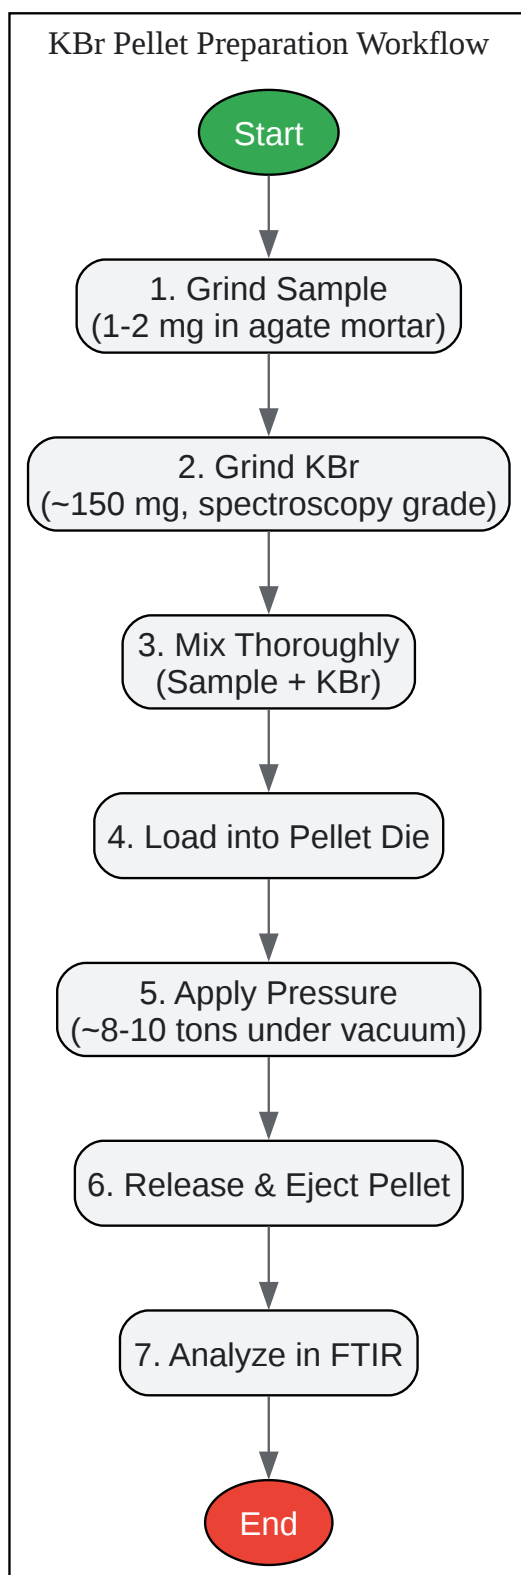 KBr Pellet Preparation Workflow
Start
1. Grind Sample
(1-2 mg in agate mortar)
2. Grind KBr
(~150 mg, spectroscopy grade)
3. Mix Thoroughly
(Sample + KBr)
4. Load into Pellet Die
5. Apply Pressure
(~8-10 tons under vacuum)
6. Release & Eject Pellet
7. Analyze in FTIR
End